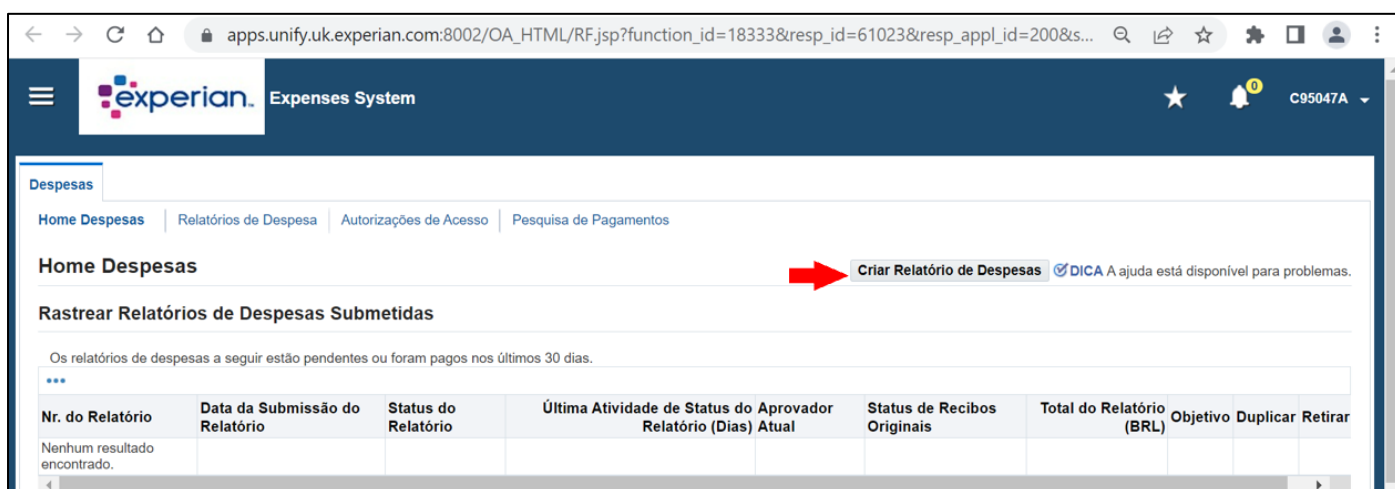 apps.unify.uk.experian.com:8002/OA_HTML/RF.jsp?function_id=18333&resp_id=61023&resp_appl_id=200&s...
experian. Expenses System 0 C95047A
Despesas
Home Despesas Relatórios de Despesa Autorizações de Acesso Pesquisa de Pagamentos
Home Despesas Criar Relatório de Despesas DICA A ajuda está disponível para problemas.
Rastrear Relatórios de Despesas Submetidas
Os relatórios de despesas a seguir estão pendentes ou foram pagos nos últimos 30 dias.
Nr. do Relatório Data da Submissão do Relatório Status do Relatório Última Atividade de Status do Relatório (Dias) Aprovador Atual Status de Recibos Originais Total do Relatório (BRL) Objetivo Duplicar Retirar
Nenhum resultado
encontrado.